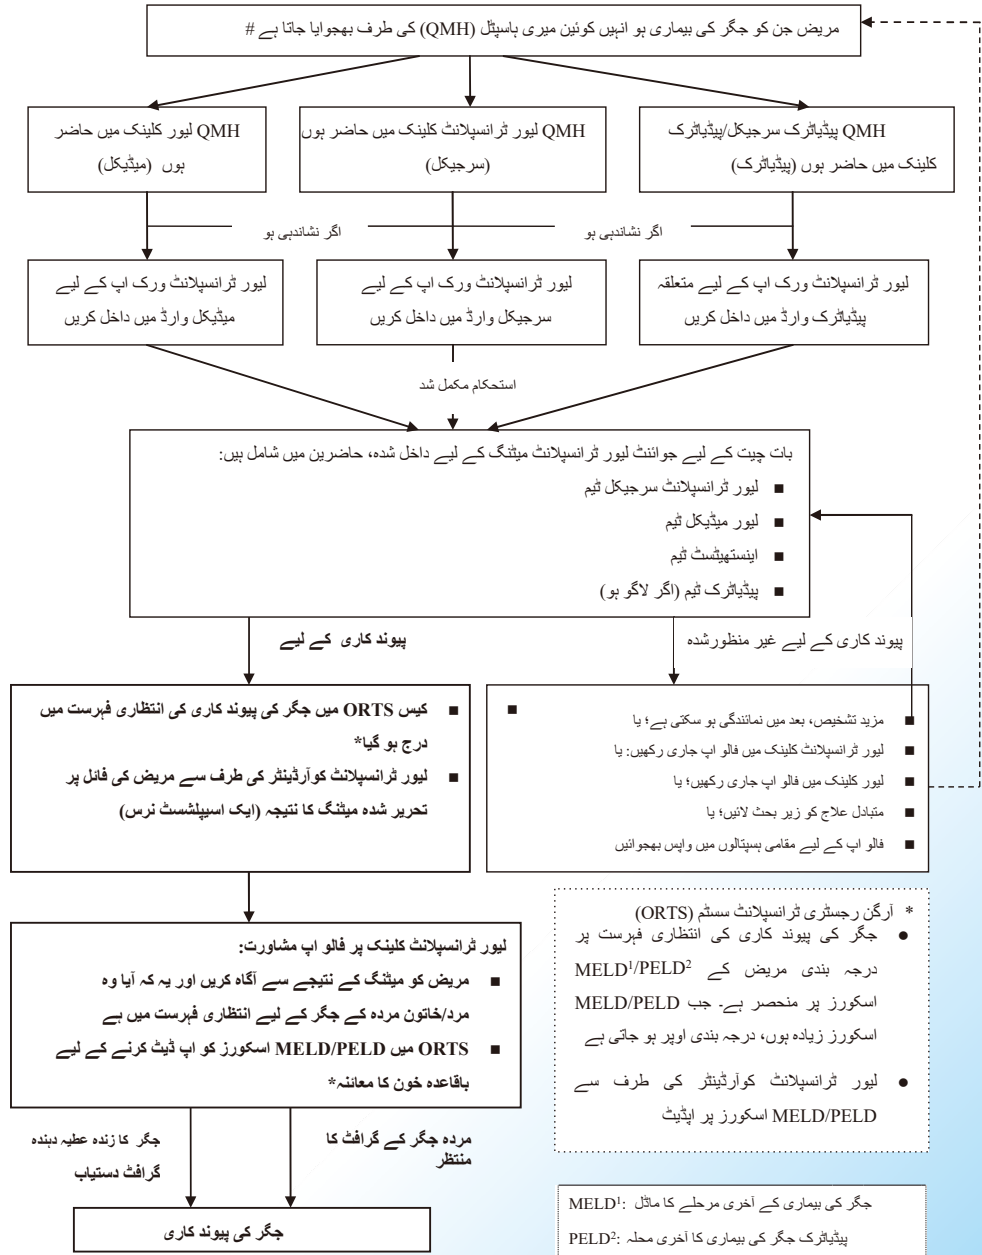 مریض جن کو جگر کی بیماری ہو انہیں کوئین میری ہاسپٹل (QMH) کی طرف بھجوایا جاتا ہے #
QMH پیڈیاٹرک سرجیکل/پیڈیاٹرک
کلینک میں حاضر ہوں (پیڈیاٹرک)
QMH لیور ٹرانسپلانٹ کلینک میں حاضر ہوں
(سرجیکل)
QMH لیور کلینک میں حاضر
ہوں (میڈیکل)
اگر نشاندہی ہو
اگر نشاندہی ہو
لیور ٹرانسپلانٹ ورک اپ کے لیے متعلقہ
پیڈیاٹرک وارڈ میں داخل کریں
لیور ٹرانسپلانٹ ورک اپ کے لیے
سرجیکل وارڈ میں داخل کریں
لیور ٹرانسپلانٹ ورک اپ کے لیے
میڈیکل وارڈ میں داخل کریں
استحکام مکمل شد
بات چیت کے لیے جوائنٹ لیور ٹرانسپلانٹ میٹنگ کے لیے داخل شدہ، حاضرین میں شامل ہیں:
■ لیور ٹرانسپلانٹ سرجیکل ٹیم
■ لیور میڈیکل ٹیم
■ اینستھیٹسٹ ٹیم
■ پیڈیاٹرک ٹیم (اگر لاگو ہو)
پیوند کاری کے لیے غیر منظورشدہ
پیوند کاری کے لیے
■ مزید تشخیص، بعد میں نمائندگی ہو سکتی ہے؛ یا
■ لیور ٹرانسپلانٹ کلینک میں فالو اپ جاری رکھیں: یا
■ لیور کلینک میں فالو اپ جاری رکھیں؛ یا
■ متبادل علاج کو زیر بحث لائیں؛ یا
■ فالو اپ کے لیے مقامی ہسپتالوں میں واپس بھجوائیں
■
■ کیس ORTS میں جگر کی پیوند کاری کی انتظاری فہرست میں
درج ہو گیا*
■ لیور ٹرانسپلانٹ کوآرڈینٹر کی طرف سے مریض کی فائل پر
تحریر شدہ میٹنگ کا نتیجہ (ایک اسپیلشسٹ نرس)
لیور ٹرانسپلانٹ کلینک پر فالو اپ مشاورت:
■ مریض کو میٹنگ کے نتیجے سے آگاہ کریں اور یہ کہ آیا وہ
مرد/خاتون مردہ کے جگر کے لیے انتظاری فہرست میں ہے
■ ORTS میں MELD/PELD اسکورز کو اپ ڈیٹ کرنے کے لیے
باقاعدہ خون کا معائنہ*
* آرگن رجسٹری ٹرانسپلانٹ سسٹم (ORTS)
● جگر کی پیوند کاری کی انتظاری فہرست پر
درجہ بندی مریض کے MELD¹/PELD²
اسکورز پر منحصر ہے۔ جب MELD/PELD
اسکورز زیادہ ہوں، درجہ بندی اوپر ہو جاتی ہے
● لیور ٹرانسپلانٹ کوآرڈینٹر کی طرف سے
MELD/PELD اسکورز پر اپڈیٹ
مردہ جگر کے گرافٹ کا
منتظر
جگر کا زندہ عطیہ دہندہ
گرافٹ دستیاب
جگر کی پیوند کاری
MELD¹: جگر کی بیماری کے آخری مرحلے کا ماڈل
PELD²: پیڈیاٹرک جگر کی بیماری کا آخری محلہ